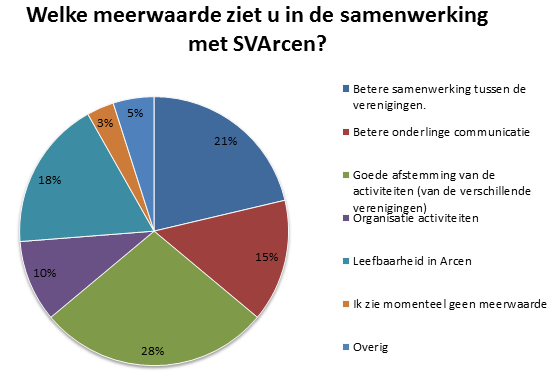 Welke meerwaarde ziet u in de samenwerking
met SVArcen?
21%
15%
28%
10%
18%
3%
5%
Betere samenwerking tussen de
verenigingen.
Betere onderlinge communicatie
Goede afstemming van de
activiteiten (van de verschillende
verenigingen)
Organisatie activiteiten
Leefbaarheid in Arcen
Ik zie momenteel geen meerwaarde
Overig